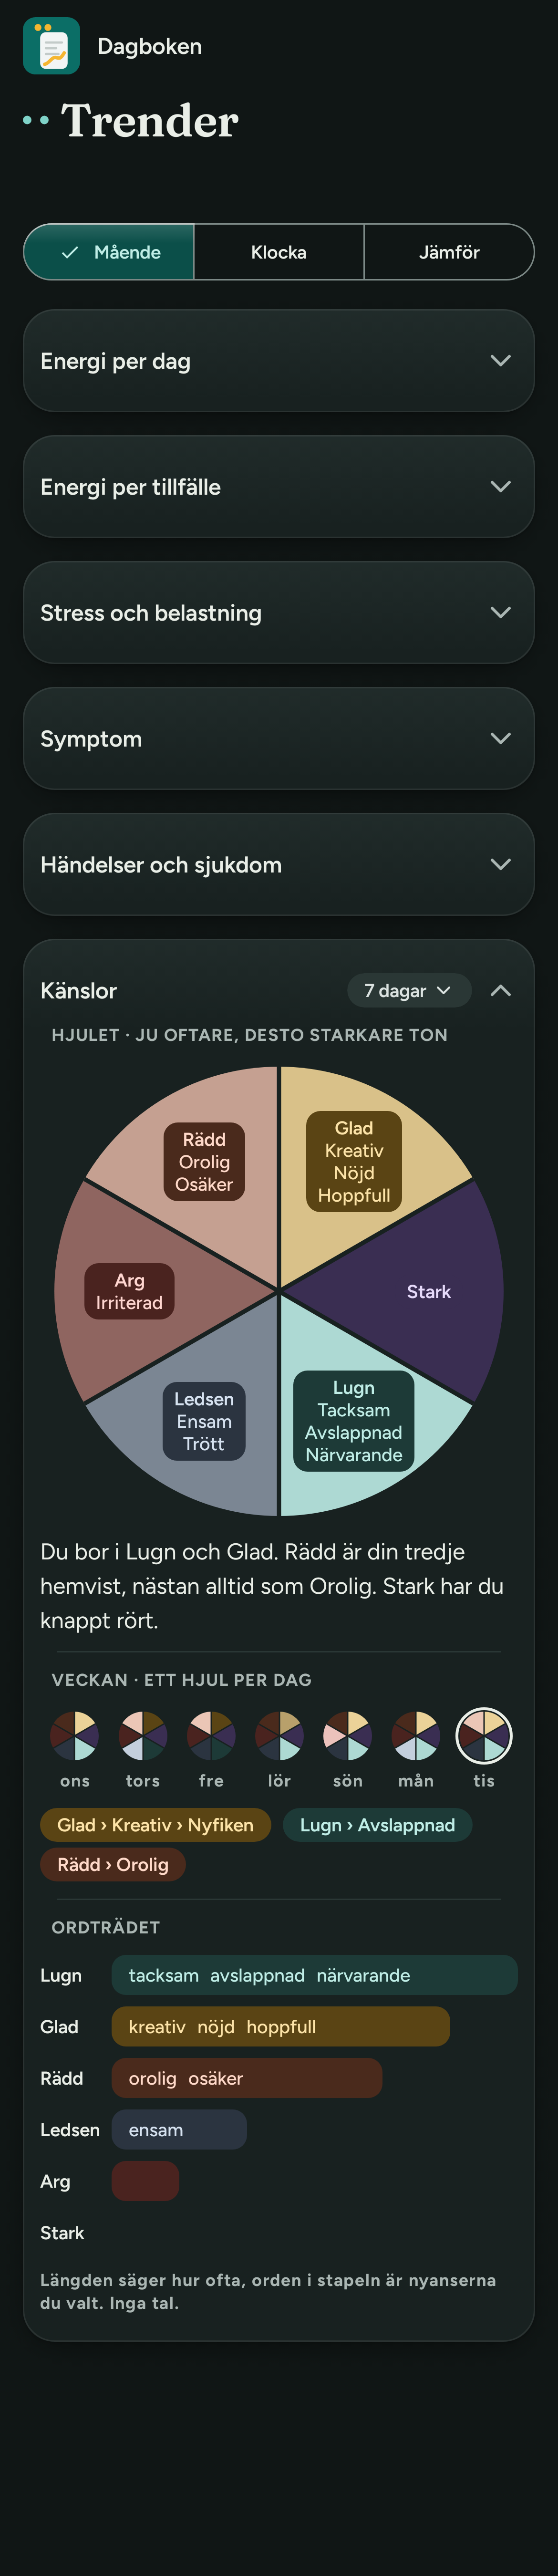 Dagboken
Trender
Mående
Klocka
Jämför
Energi per dag
Energi per tillfälle
Stress och belastning
Symptom
Händelser och sjukdom
Känslor
7 dagar
HJULET · JU OFTARE, DESTO STARKARE TON
Rädd
Orolig
Osäker
Glad
Kreativ
Nöjd
Hoppfull
Arg
Irriterad
Stark
Ledsen
Ensam
Trött
Lugn
Tacksam
Avslappnad
Närvarande
Du bor i Lugn och Glad. Rädd är din tredje
hemvist, nästan alltid som Orolig. Stark har du
knappt rört.
VECKAN · ETT HJUL PER DAG
ons tors fre lör sön mån tis
Glad › Kreativ › Nyfiken
Lugn › Avslappnad
Rädd › Orolig
ORDTRÄDET
Lugn tacksam avslappnad närvarande
Glad kreativ nöjd hoppfull
Rädd orolig osäker
Ledsen ensam
Arg
Stark
Längden säger hur ofta, orden i stapeln är nyanserna
du valt. Inga tal.